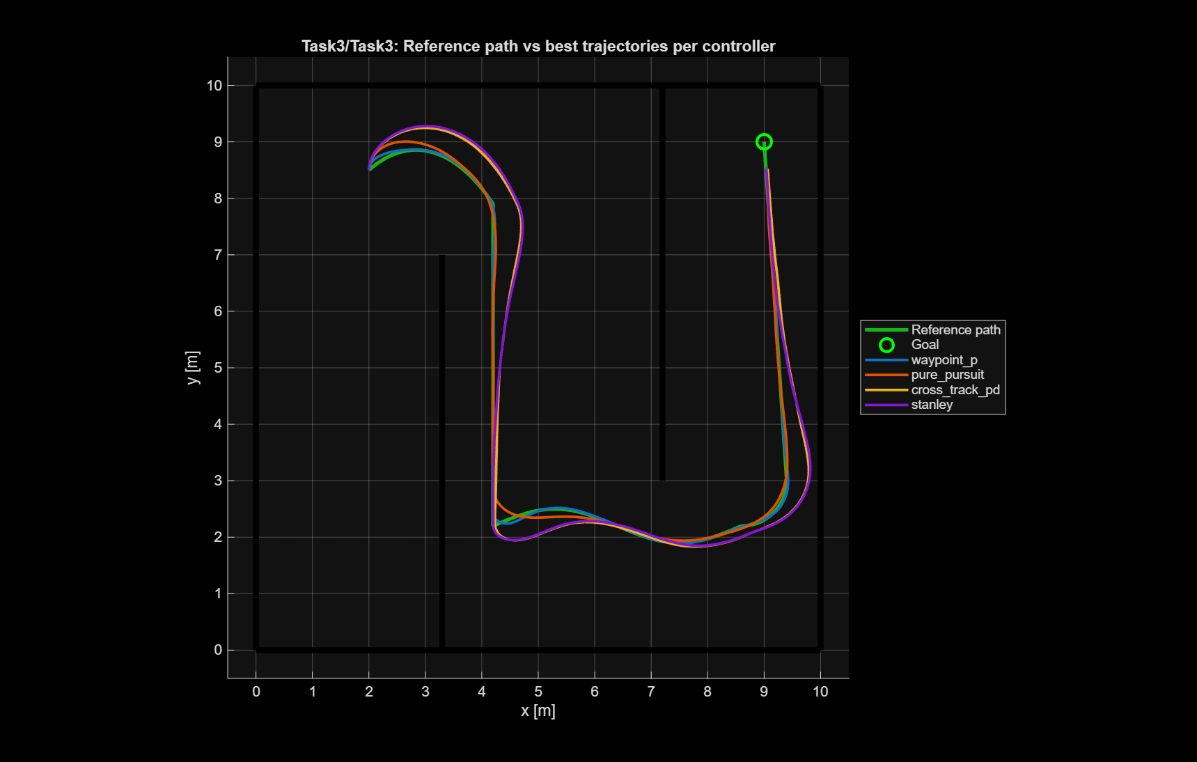 Task3/Task3: Reference path vs best trajectories per controller
10
9
8
7
6
5
4
3
2
1
0
y [m]
0 1 2 3 4 5 6 7 8 9 10
x [m]
Reference path
Goal
waypoint_p
pure_pursuit
cross_track_pd
stanley